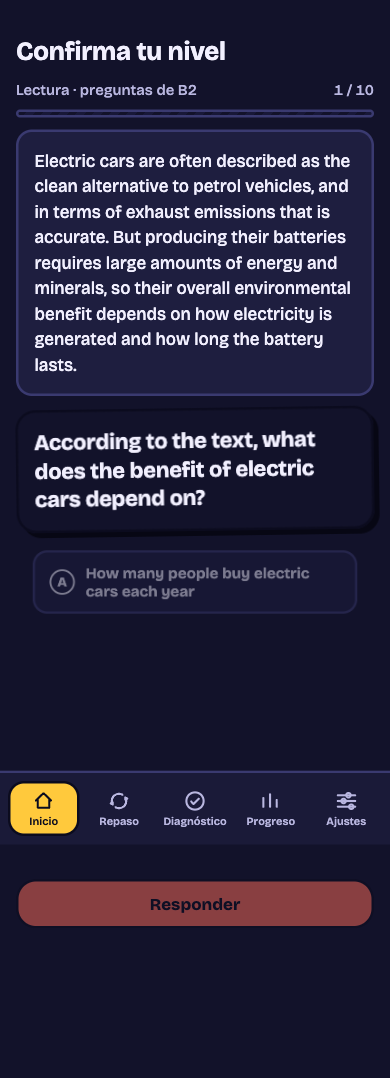 Confirma tu nivel
Lectura · preguntas de B2
1 / 10
Electric cars are often described as the
clean alternative to petrol vehicles, and
in terms of exhaust emissions that is
accurate. But producing their batteries
requires large amounts of energy and
minerals, so their overall environmental
benefit depends on how electricity is
generated and how long the battery
lasts.
According to the text, what
does the benefit of electric
cars depend on?
A
How many people buy electric
cars each year
Inicio
Repaso
Diagnóstico
Progreso
Ajustes
Responder